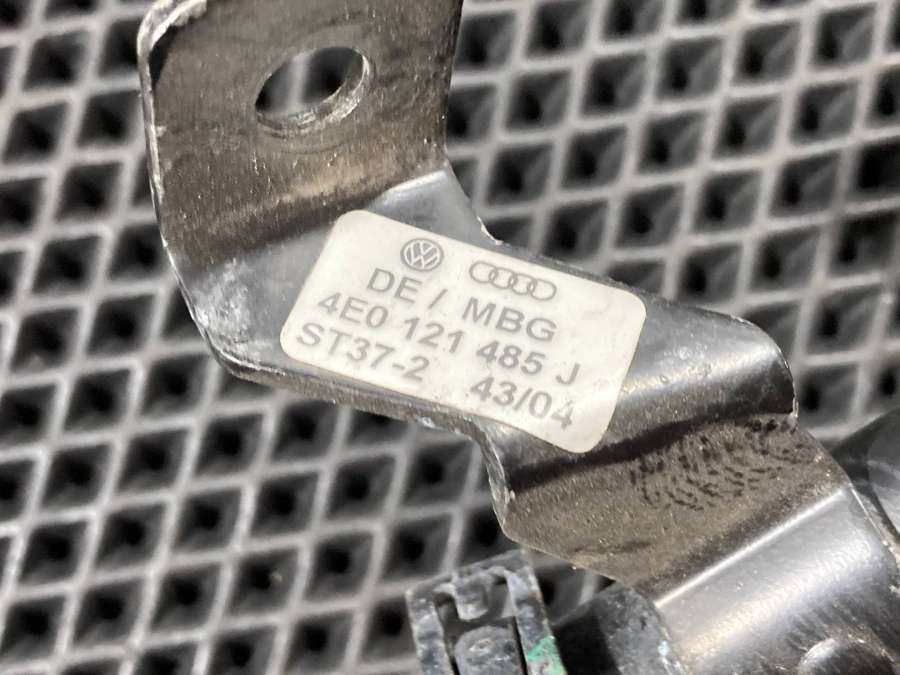 DE / MBG
4E0 121 485 J
ST37-2 43/04